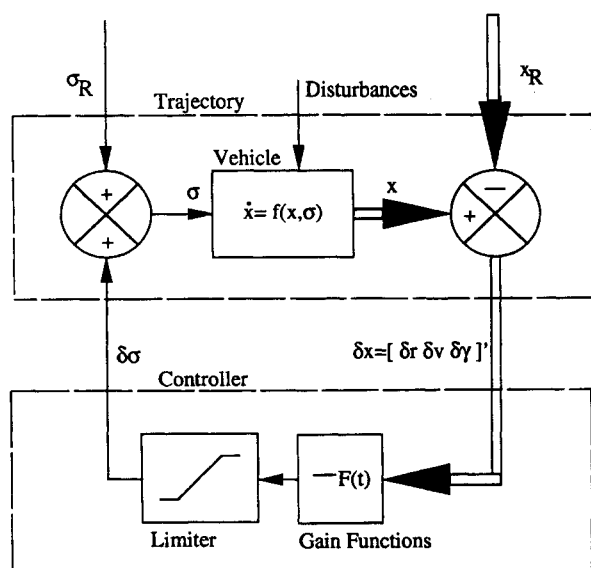 σR
xR
Trajectory
Disturbances
Vehicle
+
+
σ
ẋ= f(x,σ)
x
+
—
δσ
δx=[ δr δv δγ ]'
Controller
—F(t)
Limiter
Gain Functions